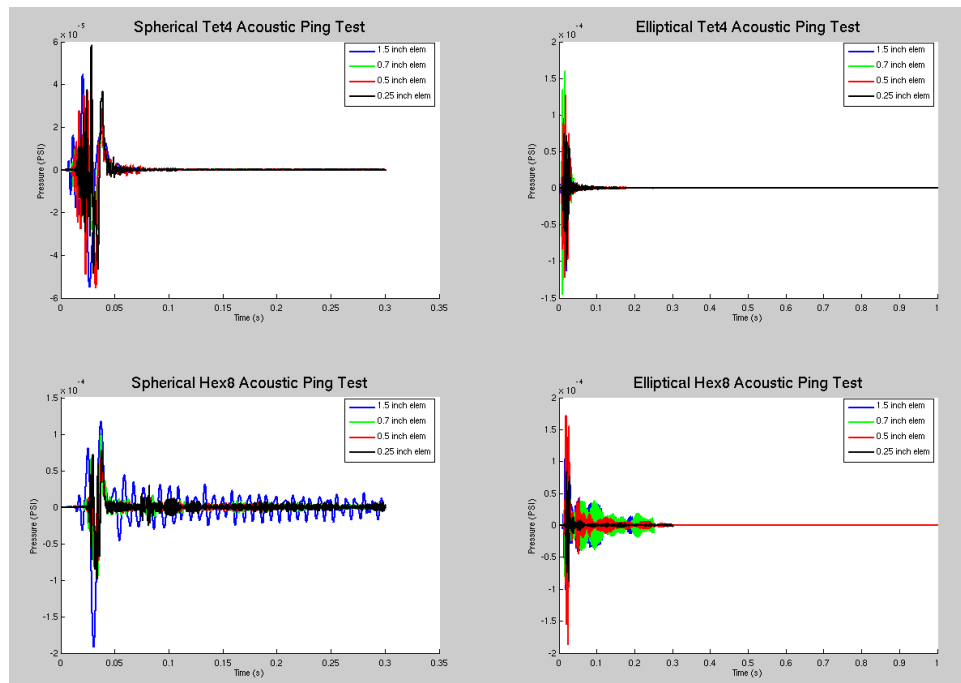 Spherical Tet4 Acoustic Ping Test
× 10 -5
6
4
2
0
-2
-4
-6
Pressure (PSI)
0 0.05 0.1 0.15 0.2 0.25 0.3 0.35
Time (s)
1.5 inch elem
0.7 inch elem
0.5 inch elem
0.25 inch elem
Elliptical Tet4 Acoustic Ping Test
× 10 -4
2
1.5
1
0.5
0
-0.5
-1
-1.5
Pressure (PSI)
0 0.1 0.2 0.3 0.4 0.5 0.6 0.7 0.8 0.9 1
Time (s)
1.5 inch elem
0.7 inch elem
0.5 inch elem
0.25 inch elem
Spherical Hex8 Acoustic Ping Test
× 10 -4
1.5
1
0.5
0
-0.5
-1
-1.5
-2
Pressure (PSI)
0 0.05 0.1 0.15 0.2 0.25 0.3 0.35
Time (s)
1.5 inch elem
0.7 inch elem
0.5 inch elem
0.25 inch elem
Elliptical Hex8 Acoustic Ping Test
× 10 -4
2
1.5
1
0.5
0
-0.5
-1
-1.5
-2
Pressure (PSI)
0 0.1 0.2 0.3 0.4 0.5 0.6 0.7 0.8 0.9 1
Time (s)
1.5 inch elem
0.7 inch elem
0.5 inch elem
0.25 inch elem